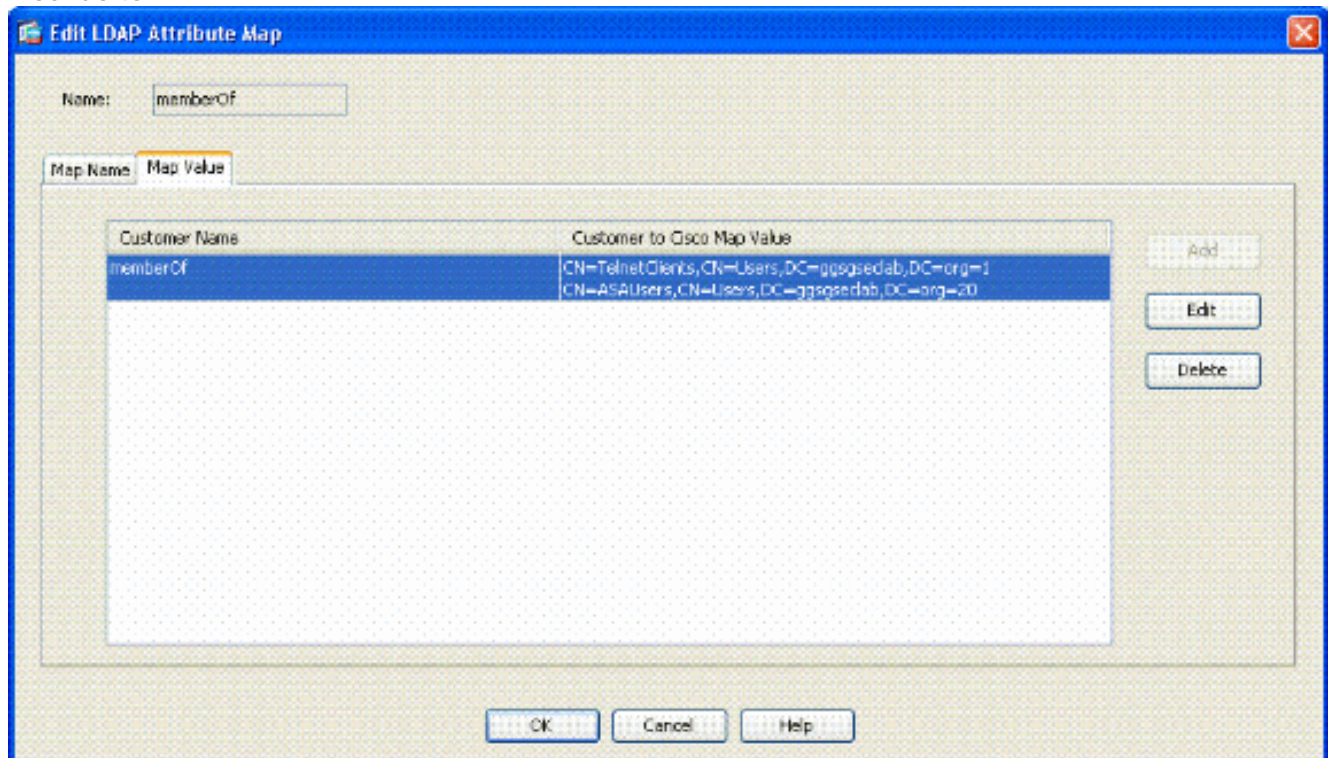 Edit LDAP Attribute Map
Name: memberOf
Map Name Map Value
Customer Name Customer to Cisco Map Value
memberOf CN=TelnetClients,CN=Users,DC=ggsgseclab,DC=org=1
CN=ASAUsers,CN=Users,DC=ggsgseclab,DC=org=20
Add
Edit
Delete
OK Cancel Help